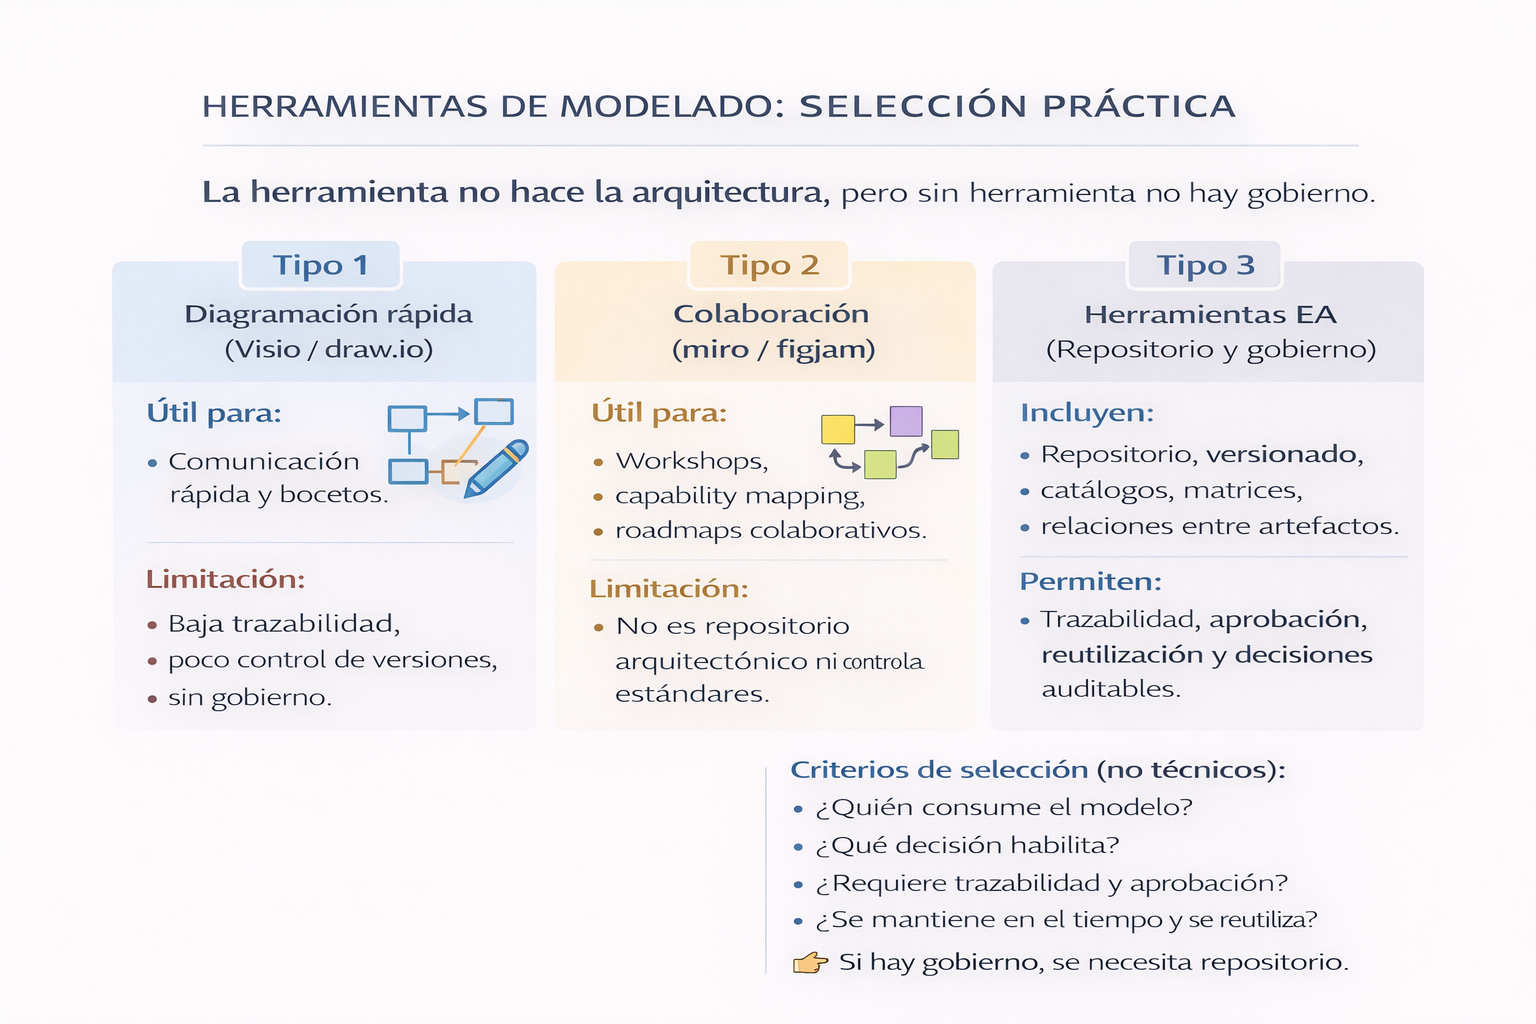 HERRAMIENTAS DE MODELADO: SELECCIÓN PRÁCTICA
La herramienta no hace la arquitectura, pero sin herramienta no hay gobierno.
Tipo 1
Diagramación rápida
(Visio / draw.io)
Útil para:
• Comunicación
rápida y bocetos.
Limitación:
• Baja trazabilidad,
• poco control de versiones,
• sin gobierno.
Tipo 2
Colaboración
(miro / figjam)
Útil para:
• Workshops,
• capability mapping,
• roadmaps colaborativos.
Limitación:
• No es repositorio
arquitectónico ni controla
estándares.
Tipo 3
Herramientas EA
(Repositorio y gobierno)
Incluyen:
• Repositorio, versionado,
• catálogos, matrices,
• relaciones entre artefactos.
Permiten:
• Trazabilidad, aprobación,
reutilización y decisiones
auditables.
Criterios de selección (no técnicos):
• ¿Quién consume el modelo?
• ¿Qué decisión habilita?
• ¿Requiere trazabilidad y aprobación?
• ¿Se mantiene en el tiempo y se reutiliza?
👉 Si hay gobierno, se necesita repositorio.